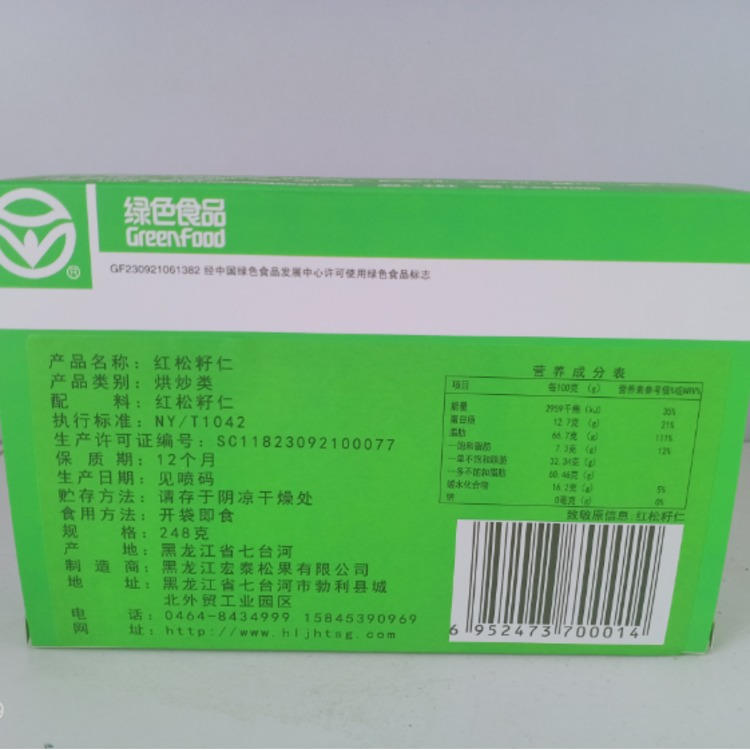 绿色食品
Greenfood
®
GF230921061382 经中国绿色食品发展中心许可使用绿色食品标志
产品名称：红松籽仁
产品类别：烘炒类
配 料：红松籽仁
执行标准：NY/T1042
生产许可证编号：SC11823092100077
保 质 期：12个月
生产日期：见喷码
贮存方法：请存于阴凉干燥处
食用方法：开袋即食
规 格：248克
产 地：黑龙江省七台河
制 造 商：黑龙江宏泰松果有限公司
地 址：黑龙江省七台河市勃利县城
北外贸工业园区
电 话：0464-8434999 15845390969
网 址：http://www.hljhtsg.com
营养成分表
项目 每100克 (g) 营养素参考值%或NRV%
能量 2959千焦 (kJ) 35%
蛋白质 12.7克 (g) 21%
脂肪 66.7克 (g) 111%
—饱和脂肪 7.3克 (g) 12%
—单不饱和脂肪 32.34克(g)
—多不饱和脂肪 60.46克(g)
碳水化合物 16.2克 (g) 5%
钠 0毫克 (g) 0%
致敏原信息：红松籽仁
6 952473 700014